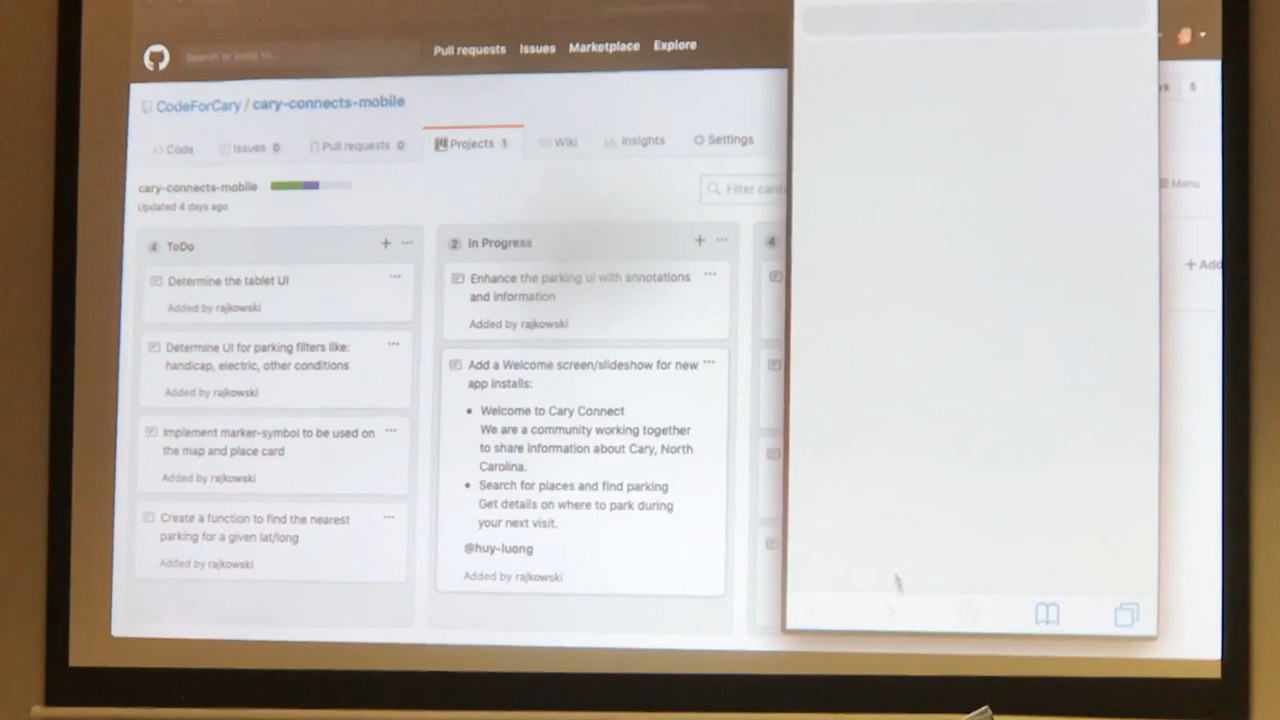 Pull requests Issues Marketplace Explore
CodeForCary / cary-connects-mobile
rk 5
Code Issues 0 Pull requests 0 Projects 1 Wiki Insights Settings
cary-connects-mobile
Updated 4 days ago
Filter card
Menu
4 ToDo
2 In Progress
4
+ Add
Determine the tablet UI
Added by rajkowski
Determine UI for parking filters like:
handicap, electric, other conditions
Added by rajkowski
Implement marker-symbol to be used on
the map and place card
Added by rajkowski
Create a function to find the nearest
parking for a given lat/long
Added by rajkowski
Enhance the parking UI with annotations
and information
Added by rajkowski
Add a Welcome screen/slideshow for new
app installs:
• Welcome to Cary Connect
We are a community working together
to share information about Cary, North
Carolina.
• Search for places and find parking
Get details on where to park during
your next visit.
@huy-luong
Added by rajkowski